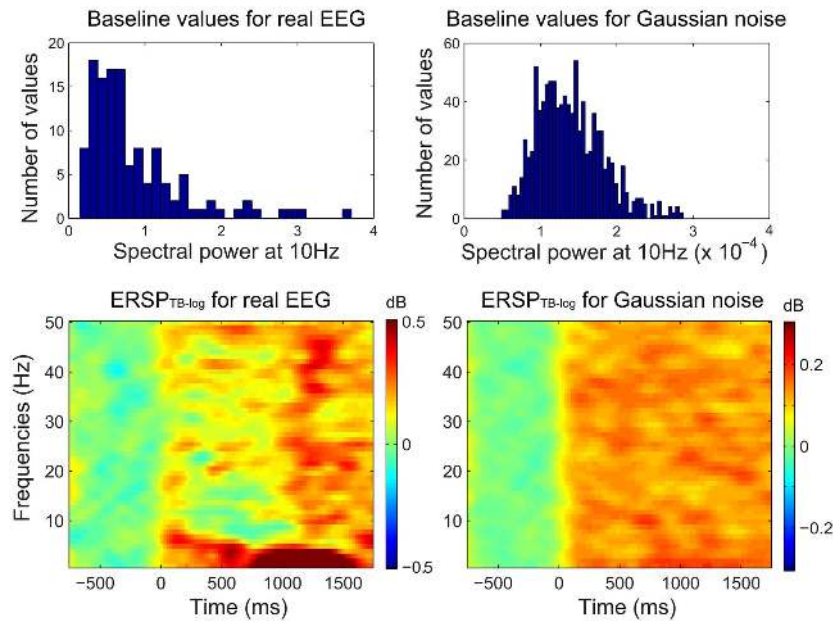 Baseline values for real EEG
Number of values
20
15
10
5
0
0 1 2 3 4
Spectral power at 10Hz
Baseline values for Gaussian noise
Number of values
60
40
20
0
0 1 2 3 4
Spectral power at 10Hz (x 10⁻⁴)
ERSP_TB-log for real EEG
dB
0.5
0
−0.5
Frequencies (Hz)
50
40
30
20
10
−500 0 500 1000 1500
Time (ms)
ERSP_TB-log for Gaussian noise
dB
0.2
0
−0.2
50
40
30
20
10
−500 0 500 1000 1500
Time (ms)